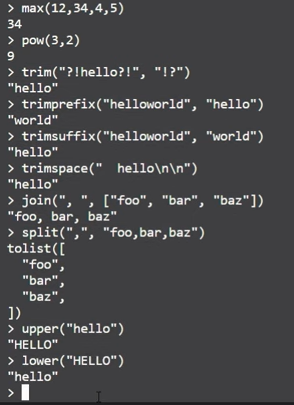 > max(12,34,4,5)
34
> pow(3,2)
9
> trim("?!hello?!", "!?")
"hello"
> trimprefix("helloworld", "hello")
"world"
> trimsuffix("helloworld", "world")
"hello"
> trimspace("  hello\n\n")
"hello"
> join(", ", ["foo", "bar", "baz"])
"foo, bar, baz"
> split(",", "foo,bar,baz")
tolist([
  "foo",
  "bar",
  "baz",
])
> upper("hello")
"HELLO"
> lower("HELLO")
"hello"
>